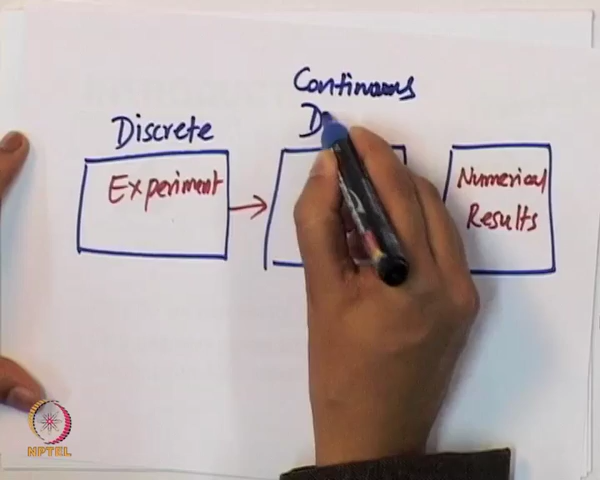 Continuous
Discrete
D
Experiment
Numerical
Results
NPTEL